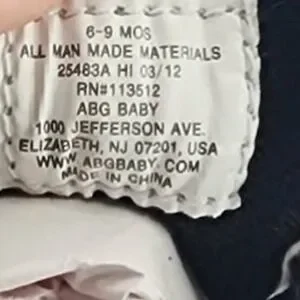 6-9 MOS
ALL MAN MADE MATERIALS
25483A HI 03/12
RN#113512
ABG BABY
1000 JEFFERSON AVE.
ELIZABETH, NJ 07201, USA
WWW.ABGBABY.COM
MADE IN CHINA